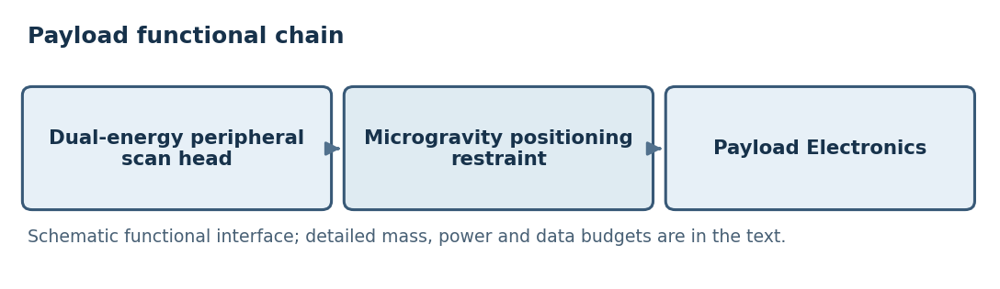 Payload functional chain
Dual-energy peripheral
scan head
Microgravity positioning
restraint
Payload Electronics
Schematic functional interface; detailed mass, power and data budgets are in the text.